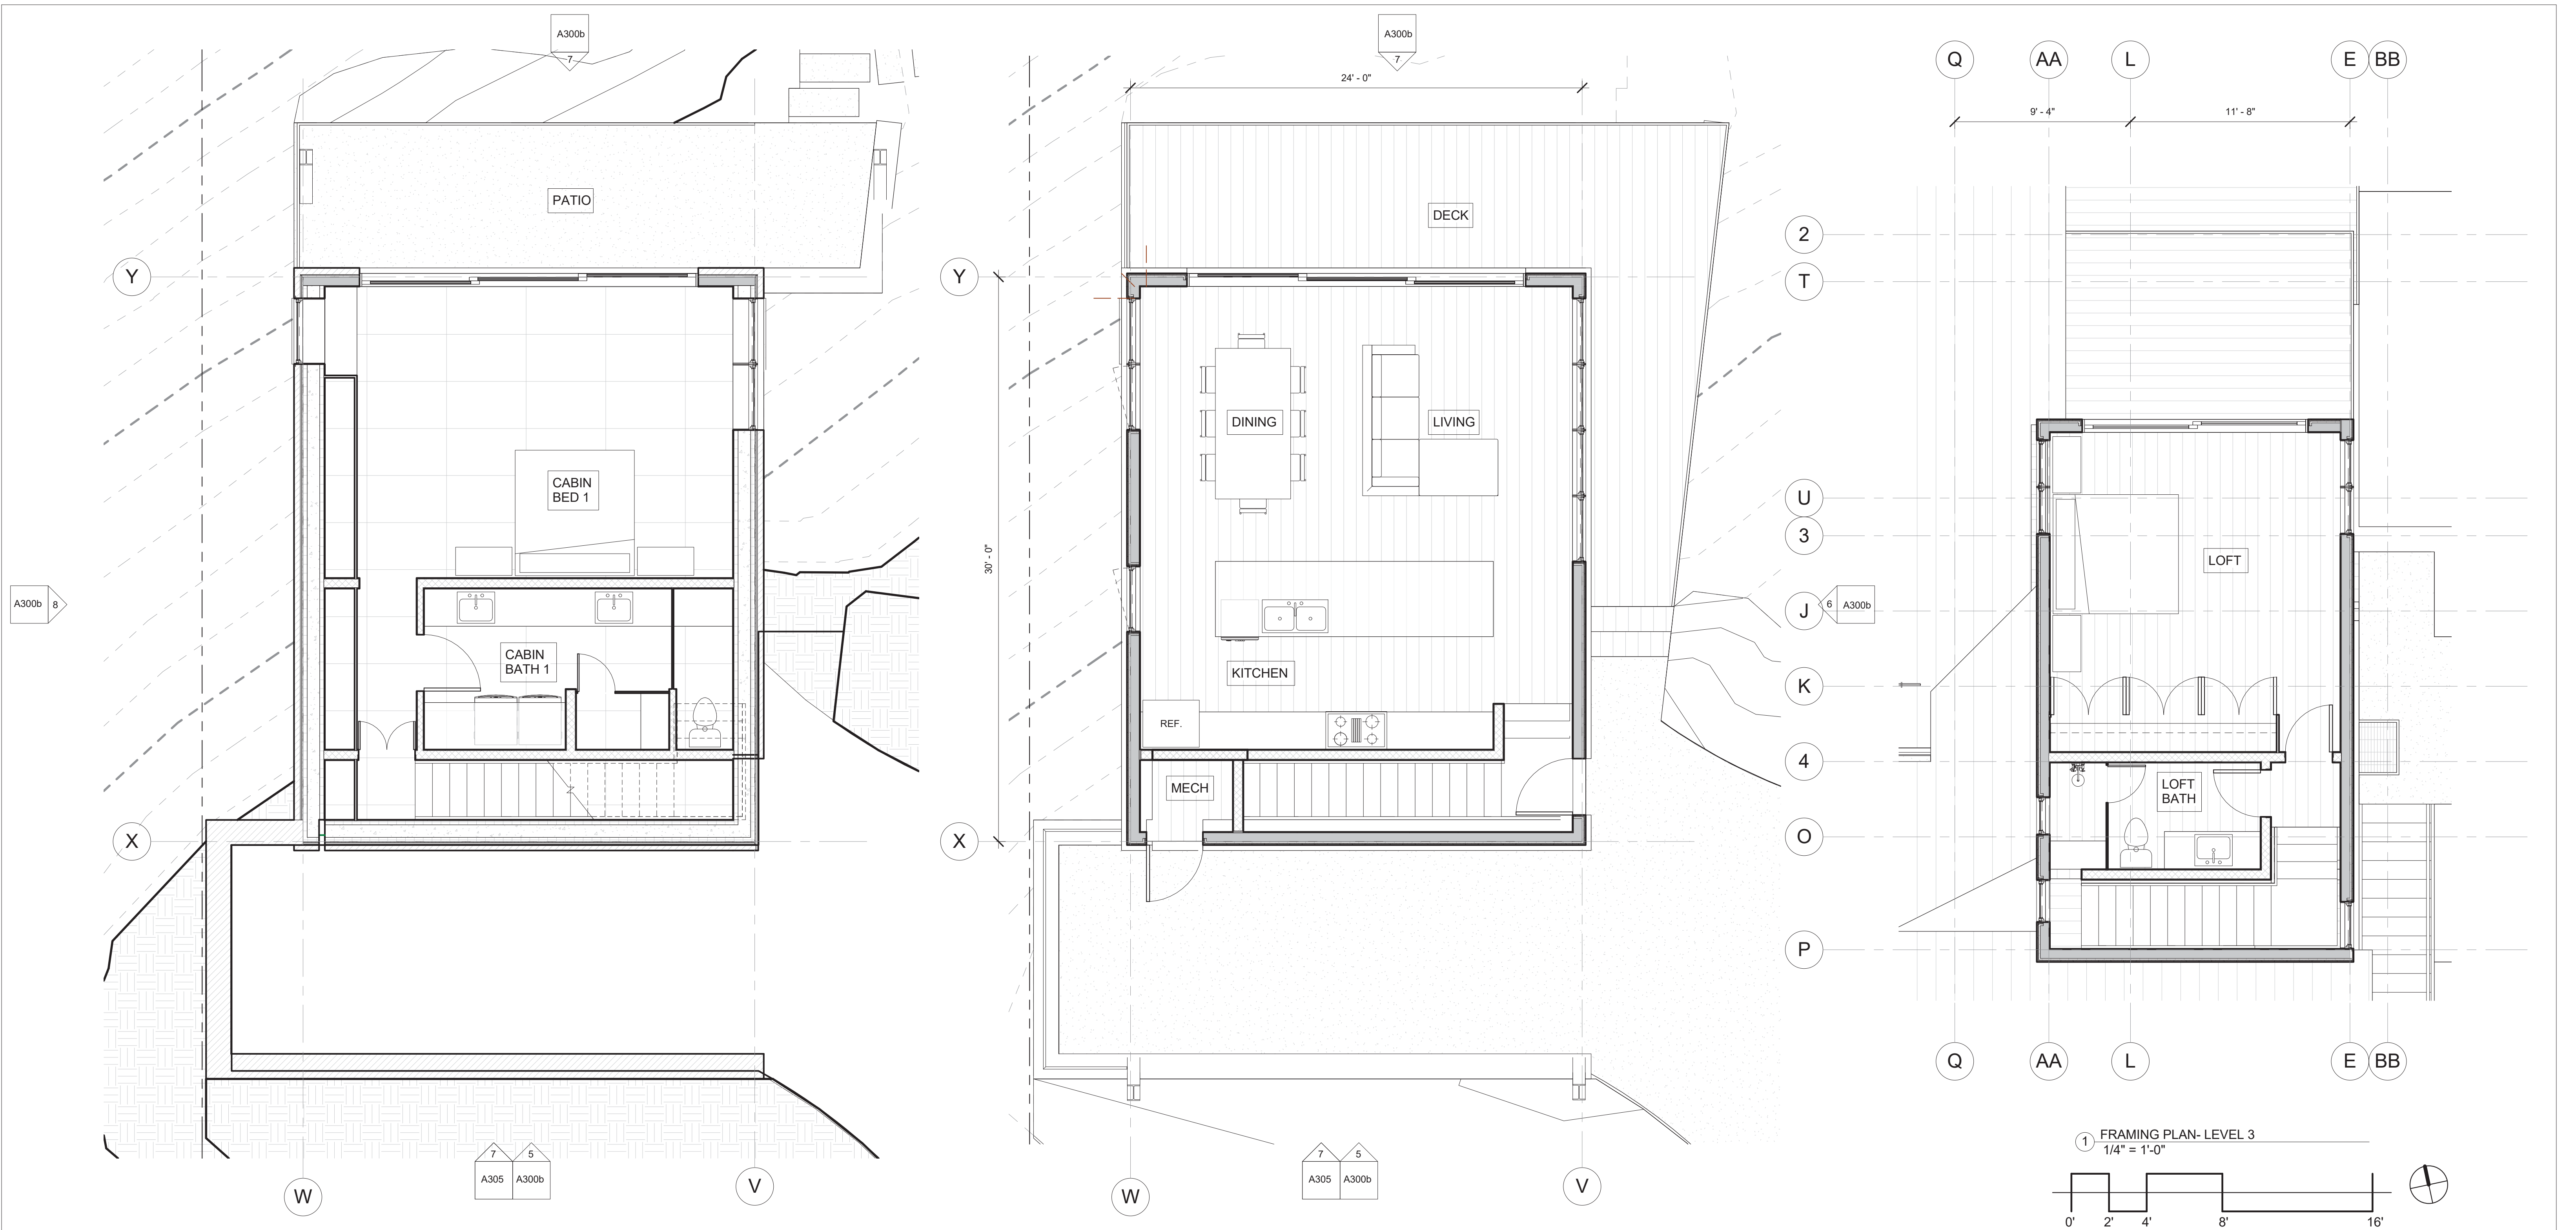 A300b
7
Y
X
W
V
A300b
8
PATIO
CABIN
BED 1
CABIN
BATH 1
7
5
A305
A300b
A300b
7
24' - 0"
30' - 0"
Y
X
W
V
DECK
DINING
LIVING
KITCHEN
REF.
MECH
7
5
A305
A300b
6
A300b
Q
AA
L
E
BB
9' - 4"
11' - 8"
2
T
U
3
J
K
4
O
P
LOFT
LOFT
BATH
Q
AA
L
E
BB
1
FRAMING PLAN- LEVEL 3
1/4" = 1'-0"
0'
2'
4'
8'
16'